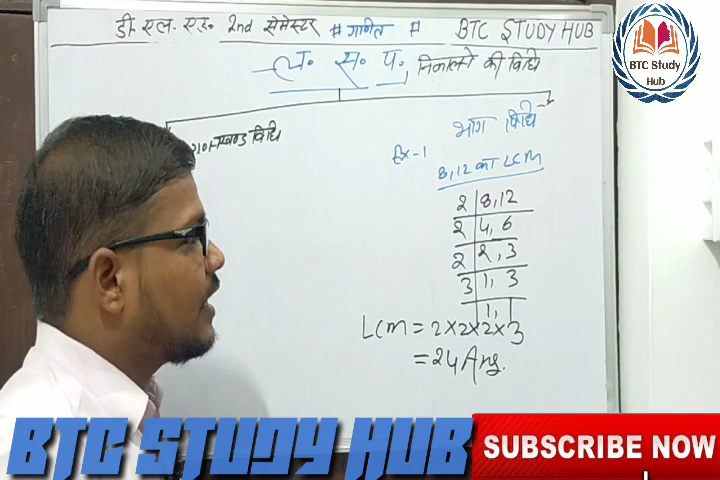 डी॰ एल॰ एड॰ 2nd सेमेस्टर # गणित # BTC STUDY HUB
BTC Study
Hub
ल॰ स॰ प॰, निकालने की विधि
गुणनखण्ड विधि
भाग विधि
Ex-1
8,12 का LCM
2 | 8,12
2 | 4, 6
2 | 2, 3
3 | 1, 3
1, 1
LCM = 2×2×2×3
= 24 Ans.
BTC STUDY HUB
SUBSCRIBE NOW